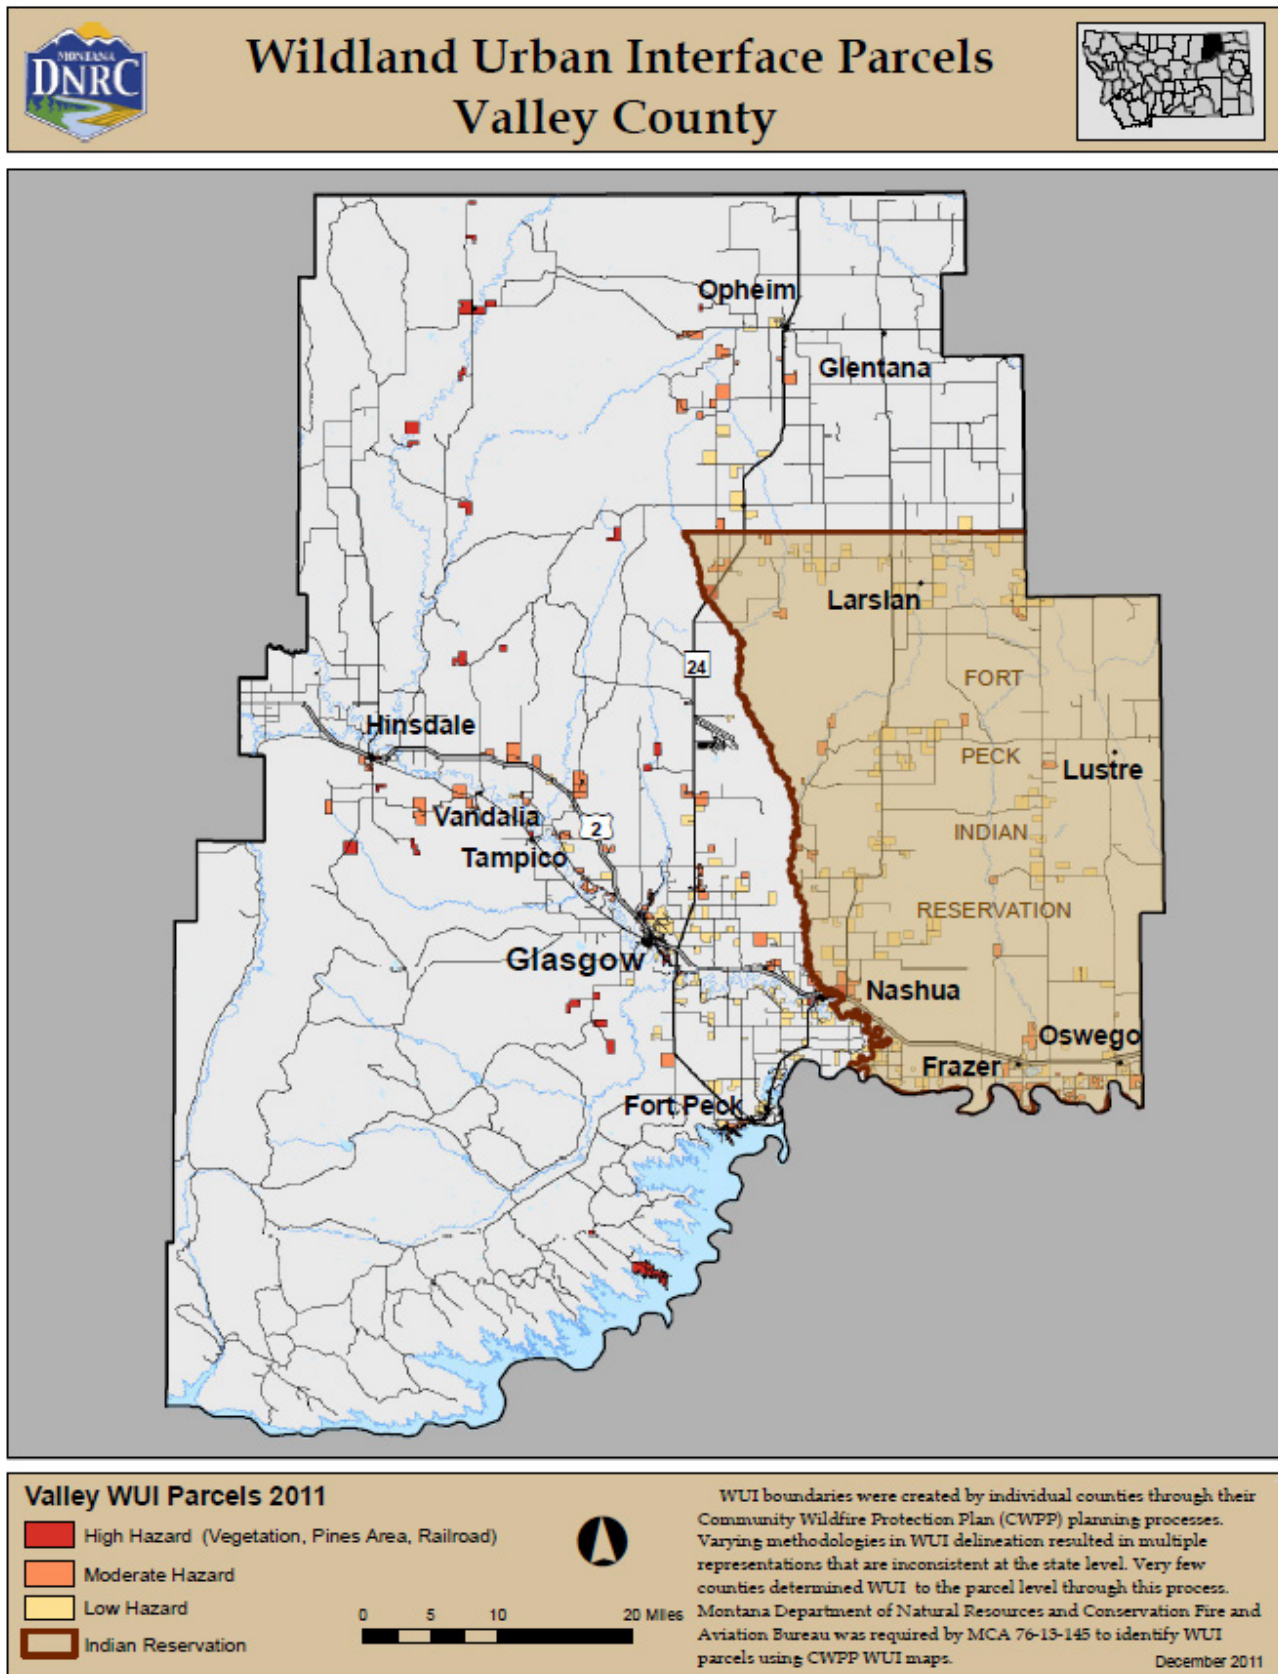 MONTANA
DNRC
Wildland Urban Interface Parcels
Valley County
Opheim
Glentana
Larslan
24
FORT
Hinsdale
PECK
Lustre
Vandalia
2
INDIAN
Tampico
RESERVATION
Glasgow
Nashua
Oswego
Frazer
Fort Peck
Valley WUI Parcels 2011
High Hazard (Vegetation, Pines Area, Railroad)
Moderate Hazard
Low Hazard
Indian Reservation
0 5 10 20 Miles
WUI boundaries were created by individual counties through their
Community Wildfire Protection Plan (CWPP) planning processes.
Varying methodologies in WUI delineation resulted in multiple
representations that are inconsistent at the state level. Very few
counties determined WUI to the parcel level through this process.
Montana Department of Natural Resources and Conservation Fire and
Aviation Bureau was required by MCA 76-13-145 to identify WUI
parcels using CWPP WUI maps.
December 2011